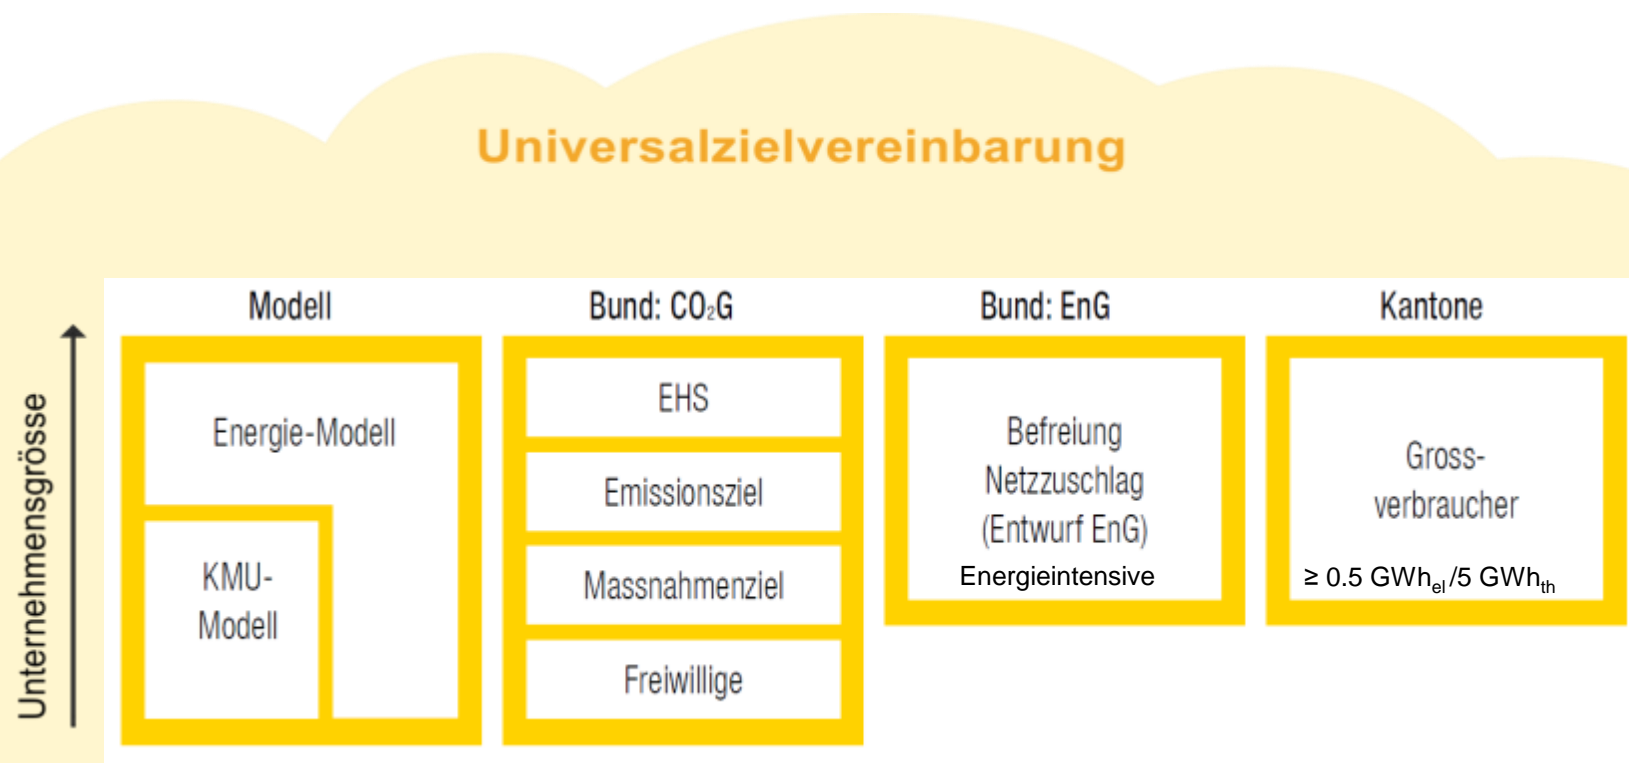 Universalzielvereinbarung
Unternehmensgrösse
Modell
Energie-Modell
KMU-
Modell
Bund: CO₂G
EHS
Emissionsziel
Massnahmenziel
Freiwillige
Bund: EnG
Befreiung
Netzzuschlag
(Entwurf EnG)
Energieintensive
Kantone
Gross-
verbraucher
≥ 0.5 GWhel/5 GWhth